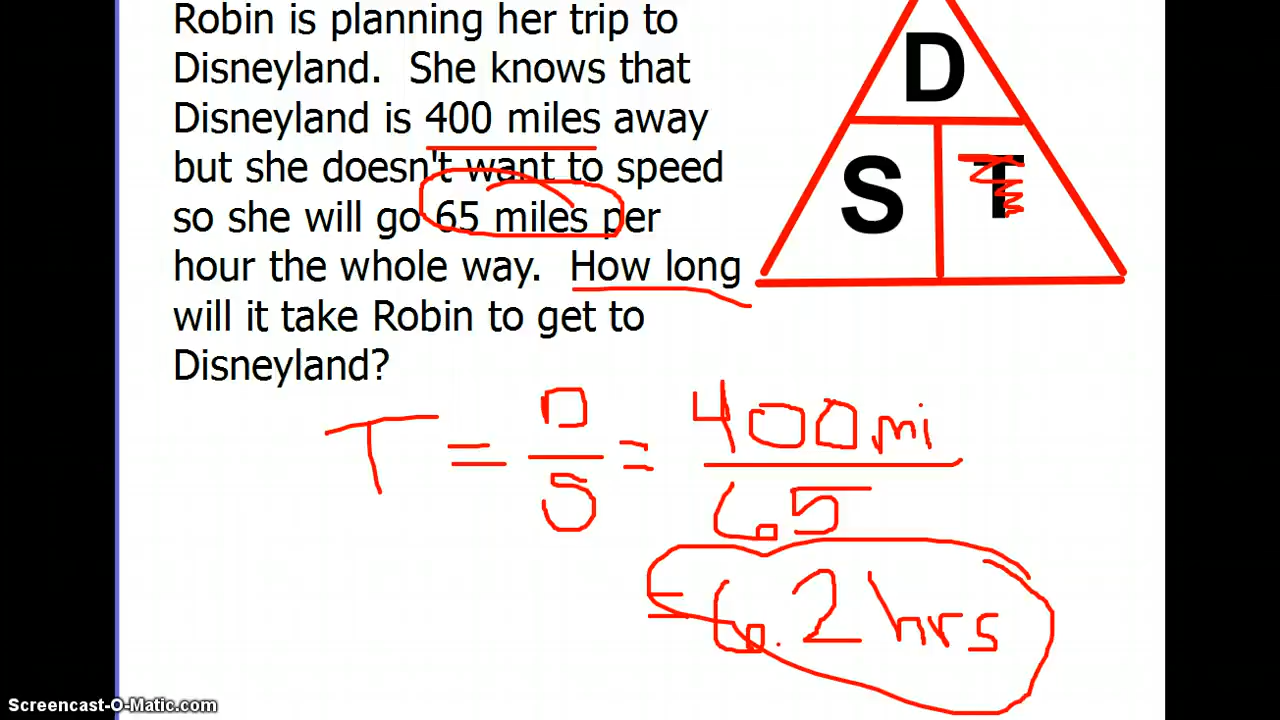 Robin is planning her trip to
Disneyland. She knows that
Disneyland is 400 miles away
but she doesn't want to speed
so she will go 65 miles per
hour the whole way. How long
will it take Robin to get to
Disneyland?
D
S T
T = D/S = 400mi/65
= 6.2 hrs
Screencast-O-Matic.com